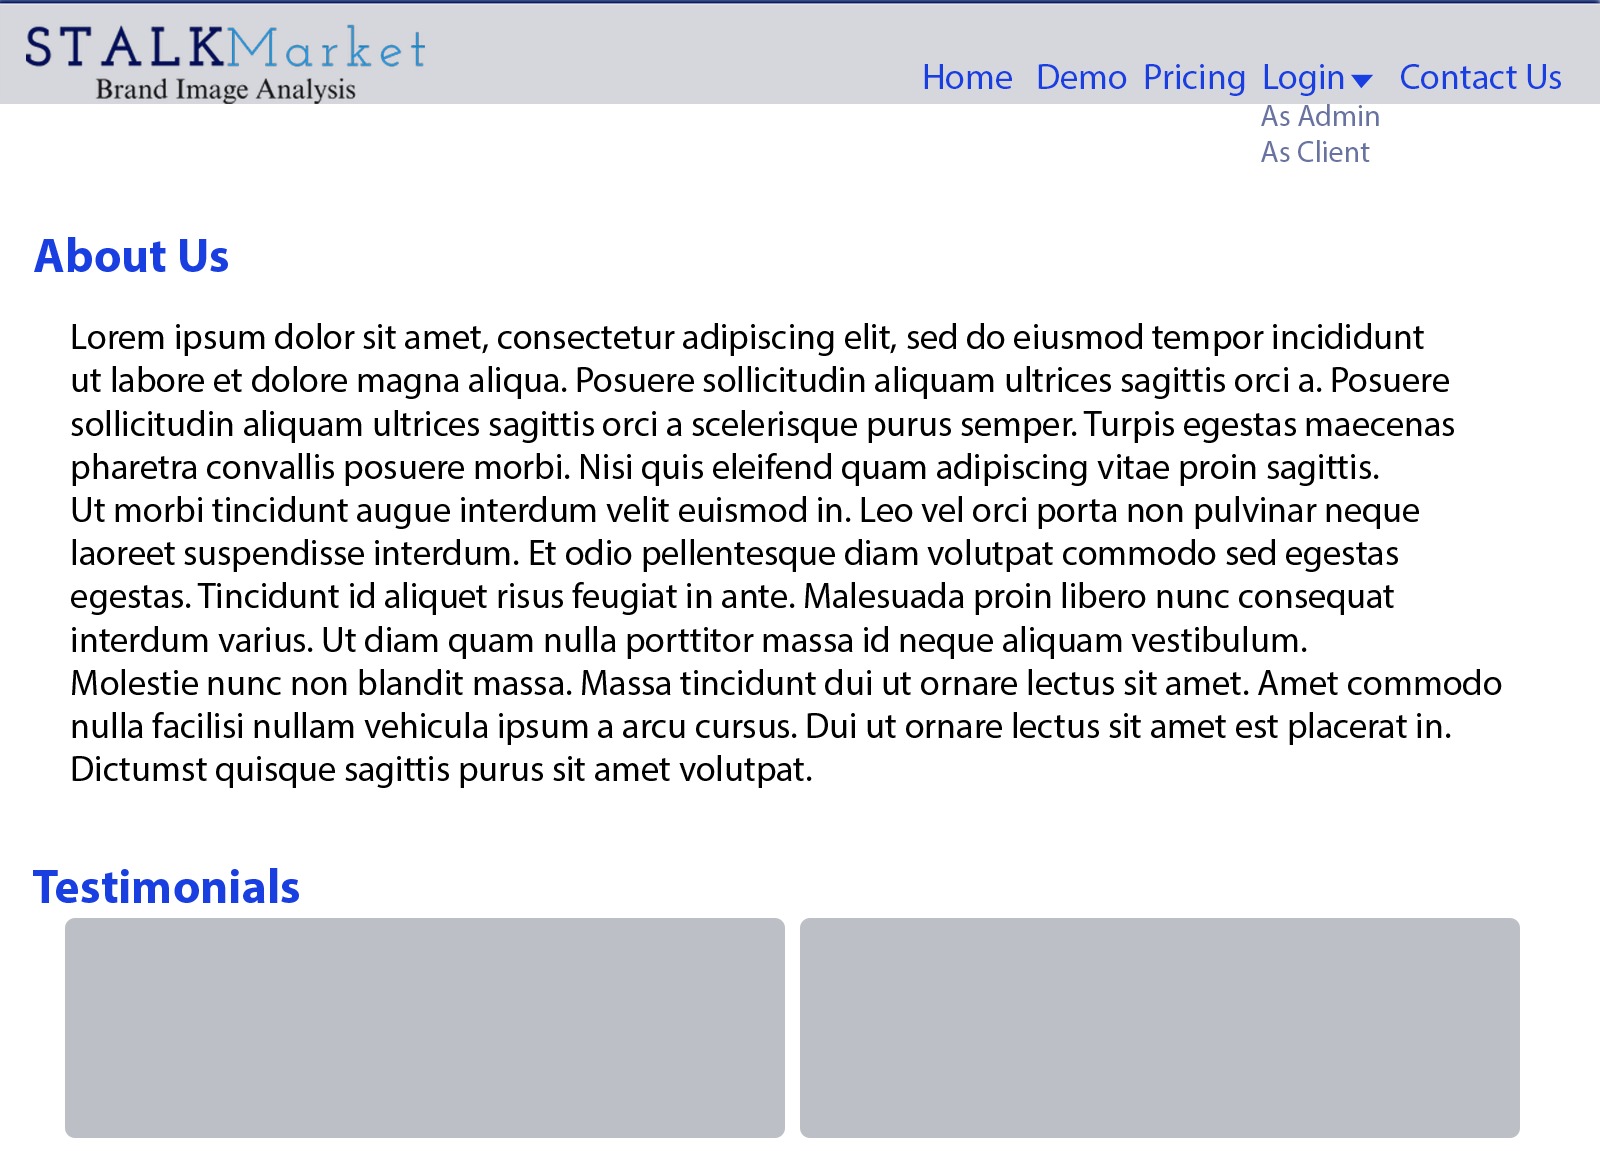 STALKMarket
Brand Image Analysis
Home Demo Pricing Login Contact Us
As Admin
As Client
About Us
Lorem ipsum dolor sit amet, consectetur adipiscing elit, sed do eiusmod tempor incididunt
ut labore et dolore magna aliqua. Posuere sollicitudin aliquam ultrices sagittis orci a. Posuere
sollicitudin aliquam ultrices sagittis orci a scelerisque purus semper. Turpis egestas maecenas
pharetra convallis posuere morbi. Nisi quis eleifend quam adipiscing vitae proin sagittis.
Ut morbi tincidunt augue interdum velit euismod in. Leo vel orci porta non pulvinar neque
laoreet suspendisse interdum. Et odio pellentesque diam volutpat commodo sed egestas
egestas. Tincidunt id aliquet risus feugiat in ante. Malesuada proin libero nunc consequat
interdum varius. Ut diam quam nulla porttitor massa id neque aliquam vestibulum.
Molestie nunc non blandit massa. Massa tincidunt dui ut ornare lectus sit amet. Amet commodo
nulla facilisi nullam vehicula ipsum a arcu cursus. Dui ut ornare lectus sit amet est placerat in.
Dictumst quisque sagittis purus sit amet volutpat.
Testimonials